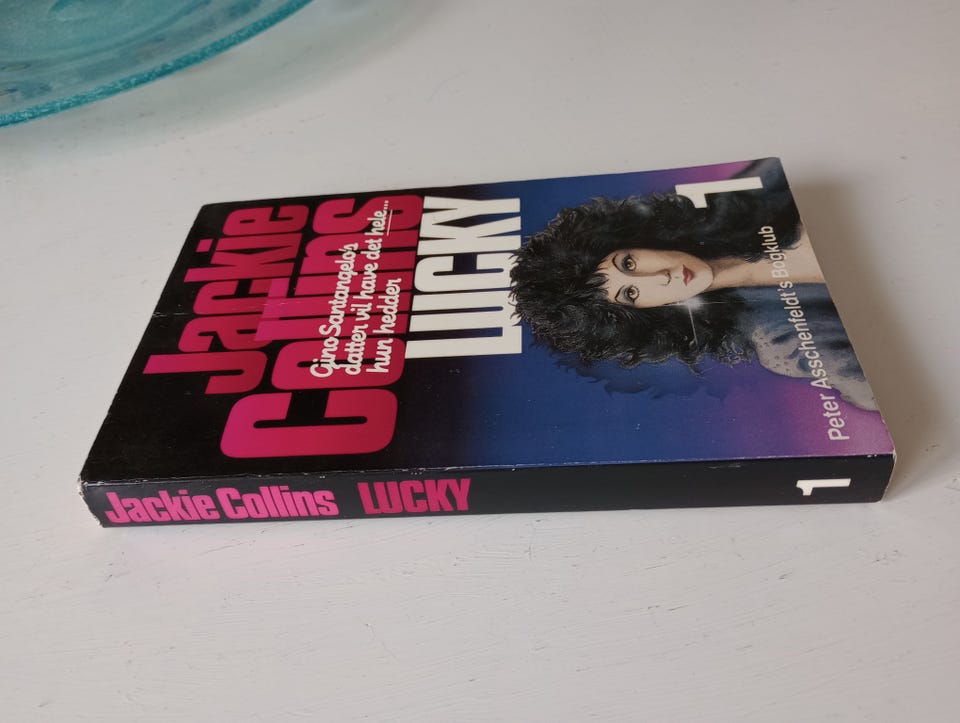 Jackie
Collins
Gino Santangelo's
datter vil have det hele...
hun hedder
LUCKY
1
Peter Asschenfeldt's Bogklub
Jackie Collins LUCKY 1